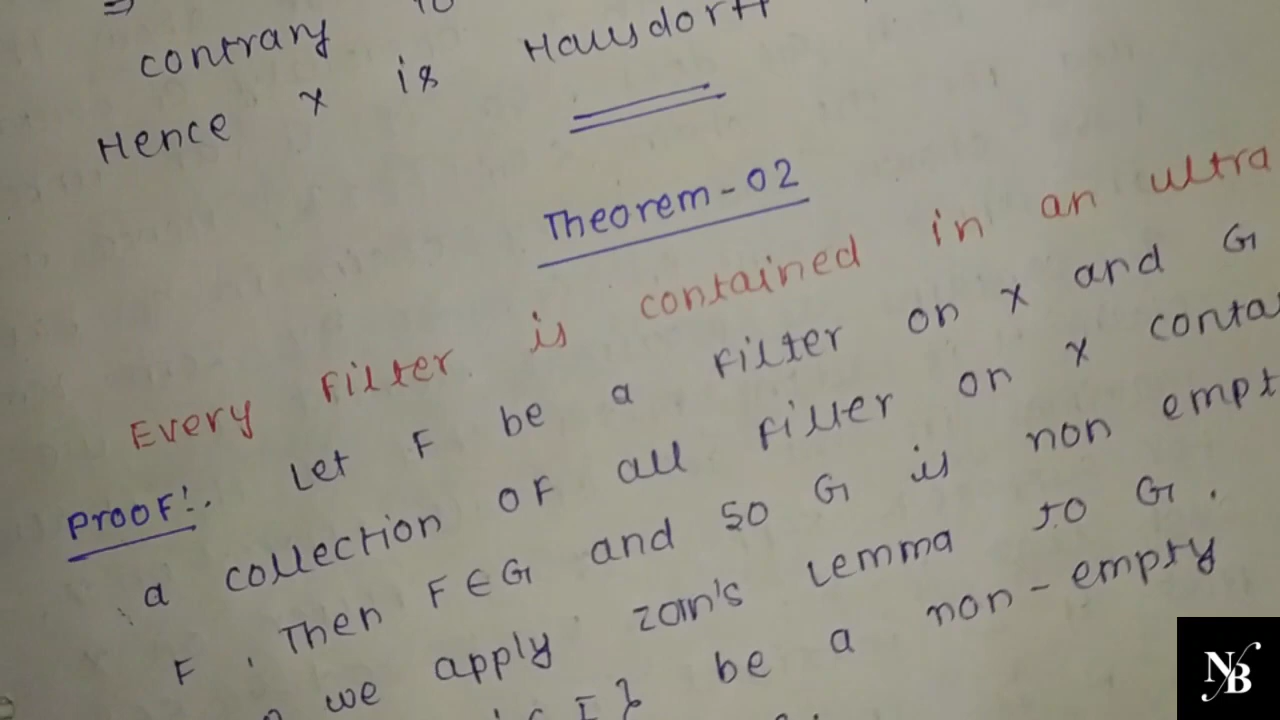 contrary to
Hence x is Hausdorff
Theorem-02
Every Filter is contained in an ultra
Proof:. Let F be a Filter on x and G
a collection of all Filter on x contai
F . Then F ∈ G and so G is non empt
we apply zorn's lemma to G .
be a non-empty
NB